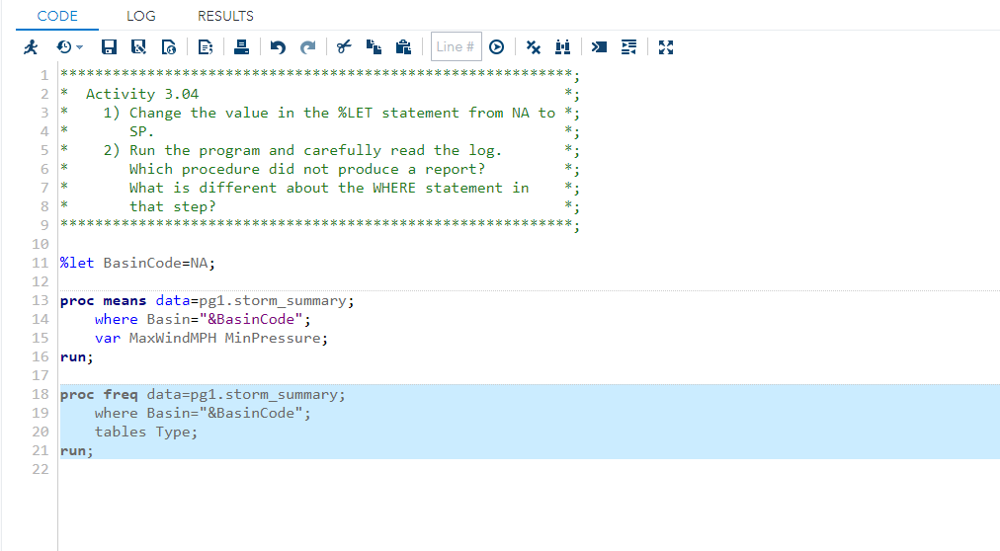 CODE LOG RESULTS
Line #
1 ***********************************************************;
2 *  Activity 3.04                                          *;
3 *    1) Change the value in the %LET statement from NA to *;
4 *       SP.                                               *;
5 *    2) Run the program and carefully read the log.       *;
6 *       Which procedure did not produce a report?         *;
7 *       What is different about the WHERE statement in    *;
8 *       that step?                                        *;
9 ***********************************************************;
10
11 %let BasinCode=NA;
12
13 proc means data=pg1.storm_summary;
14     where Basin="&BasinCode";
15     var MaxWindMPH MinPressure;
16 run;
17
18 proc freq data=pg1.storm_summary;
19     where Basin="&BasinCode";
20     tables Type;
21 run;
22